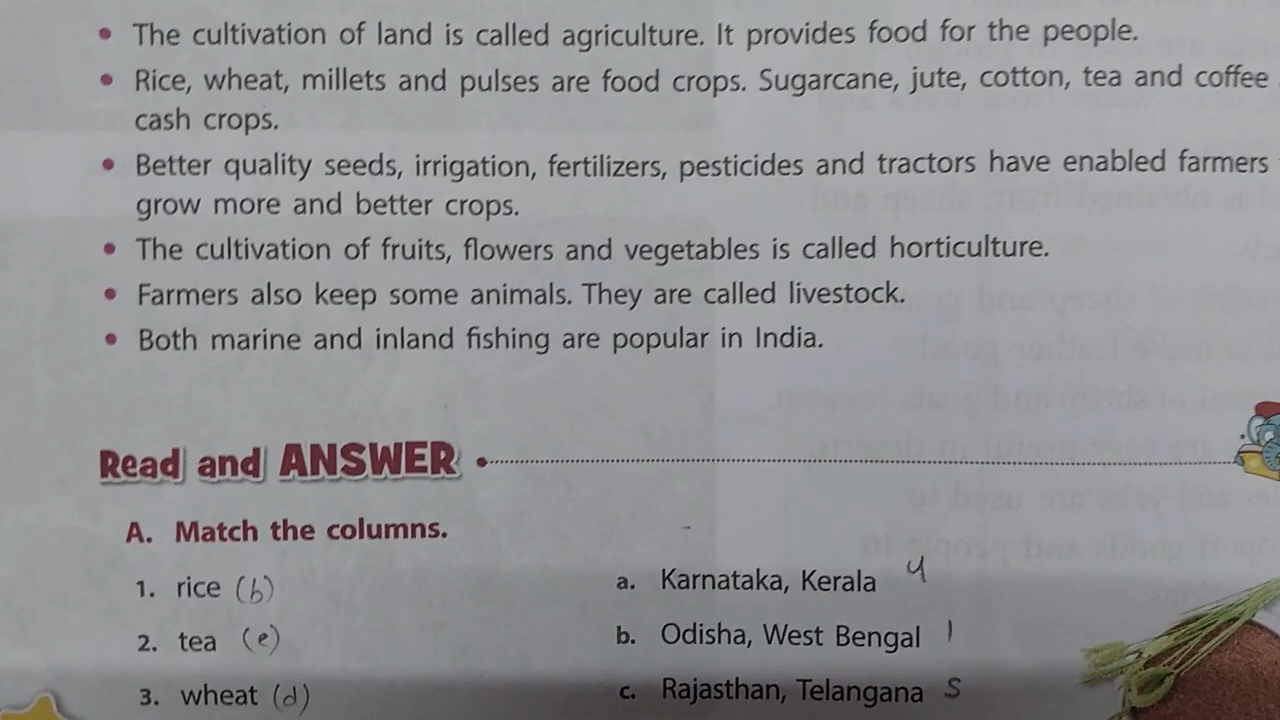 • The cultivation of land is called agriculture. It provides food for the people.
• Rice, wheat, millets and pulses are food crops. Sugarcane, jute, cotton, tea and coffee
cash crops.
• Better quality seeds, irrigation, fertilizers, pesticides and tractors have enabled farmers
grow more and better crops.
• The cultivation of fruits, flowers and vegetables is called horticulture.
• Farmers also keep some animals. They are called livestock.
• Both marine and inland fishing are popular in India.
Read and ANSWER
A. Match the columns.
1. rice (b) a. Karnataka, Kerala 4
2. tea (e) b. Odisha, West Bengal 1
3. wheat (d) c. Rajasthan, Telangana 5